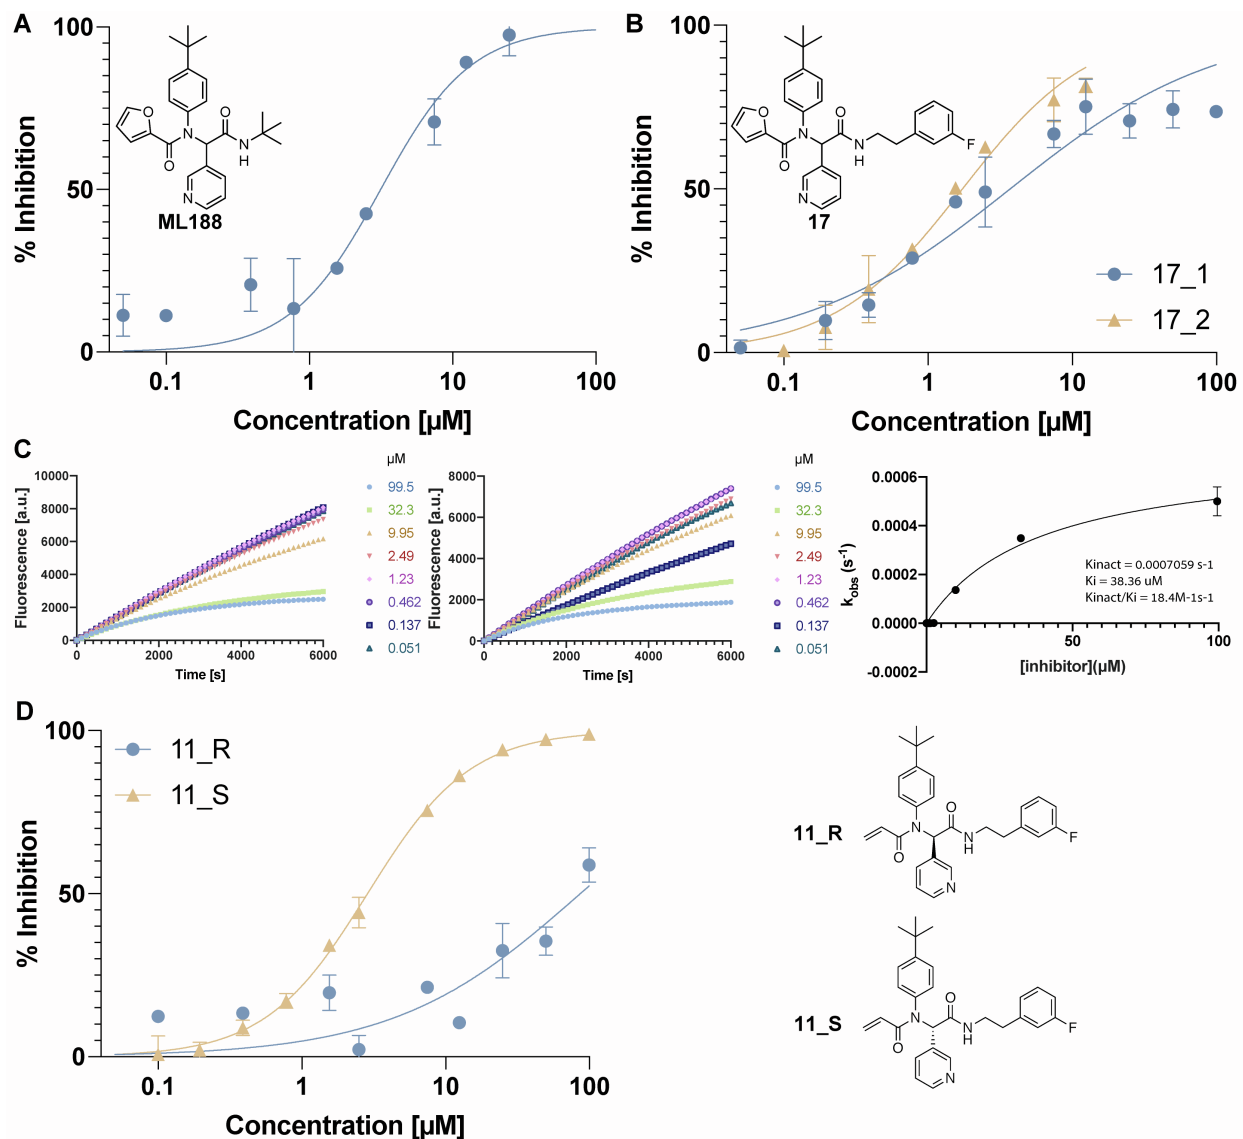 A
100
50
0
% Inhibition
0.1
1
10
100
Concentration [µM]
O
N
O
O
N
H
N
ML188
B
100
50
0
% Inhibition
0.1
1
10
100
Concentration [µM]
O
N
O
O
N
H
F
N
17
17_1
17_2
C
10000
8000
6000
4000
2000
0
Fluorescence [a.u.]
0
2000
4000
6000
Time [s]
µM
99.5
32.3
9.95
2.49
1.23
0.462
0.137
0.051
8000
6000
4000
2000
0
Fluorescence [a.u.]
0
2000
4000
6000
Time [s]
µM
99.5
32.3
9.95
2.49
1.23
0.462
0.137
0.051
0.0006
0.0004
0.0002
0.0000
-0.0002
kobs (s-1)
Kinact = 0.0007059 s-1
Ki = 38.36 uM
Kinact/Ki = 18.4M-1s-1
50
100
[inhibitor](µM)
D
100
50
0
% Inhibition
11_R
11_S
0.1
1
10
100
Concentration [µM]
11_R
O
N
O
N
H
F
N
11_S
O
N
O
N
H
F
N